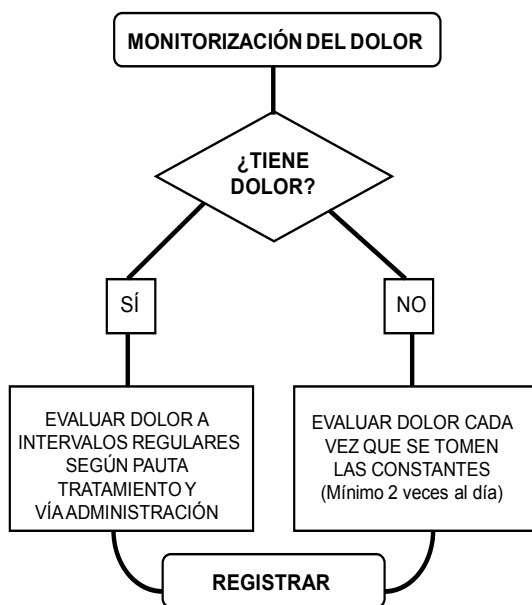 MONITORIZACIÓN DEL DOLOR
¿TIENE
DOLOR?
SÍ
NO
EVALUAR DOLOR A
INTERVALOS REGULARES
SEGÚN PAUTA
TRATAMIENTO Y
VÍA ADMINISTRACIÓN
EVALUAR DOLOR CADA
VEZ QUE SE TOMEN
LAS CONSTANTES
(Mínimo 2 veces al día)
REGISTRAR